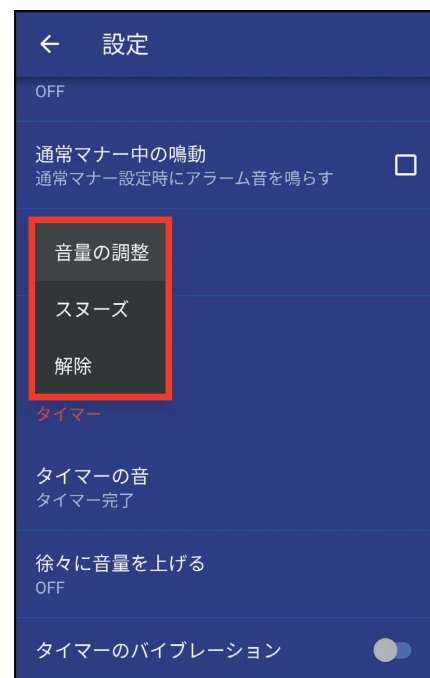 設定
OFF
通常マナー中の鳴動
通常マナー設定時にアラーム音を鳴らす
音量の調整
スヌーズ
解除
タイマー
タイマーの音
タイマー完了
徐々に音量を上げる
OFF
タイマーのバイブレーション